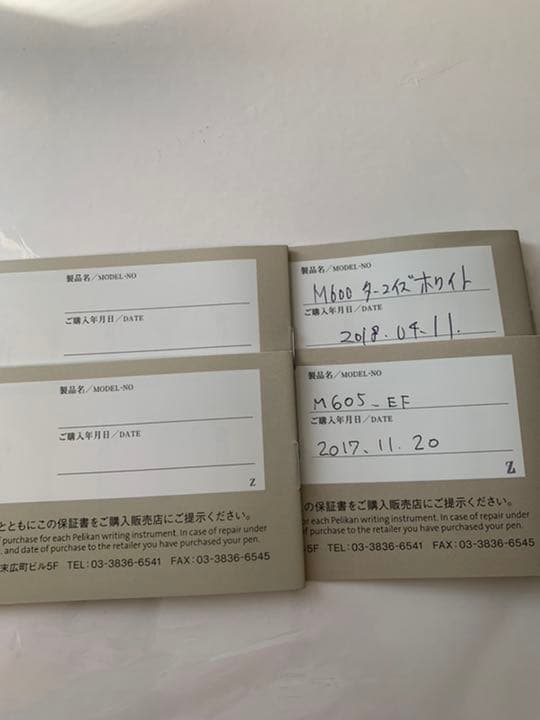 製品名/MODEL-NO
ご購入年月日/DATE
製品名/MODEL-NO
M600 ターコイズホワイト
ご購入年月日/DATE
2018.04.11.
製品名/MODEL-NO
ご購入年月日/DATE
Z
とともにこの保証書をご購入販売店にご提示ください。
purchase for each Pelikan writing instrument. In case of repair under
, and date of purchase to the retailer you have purchased your pen.
末広町ビル5F TEL:03-3836-6541 FAX:03-3836-6545
製品名/MODEL-NO
M605-EF
ご購入年月日/DATE
2017.11.20
Z
の保証書をご購入販売店にご提示ください。
for each Pelikan writing instrument. In case of repair under
date of purchase to the retailer you have purchased your pen.
5F TEL:03-3836-6541 FAX:03-3836-6545